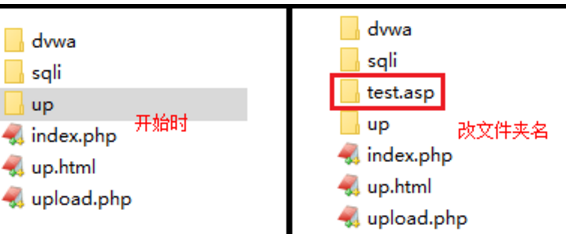 dvwa
sqli
up
开始时
index.php
up.html
upload.php
dvwa
sqli
test.asp
up
改文件夹名
index.php
up.html
upload.php